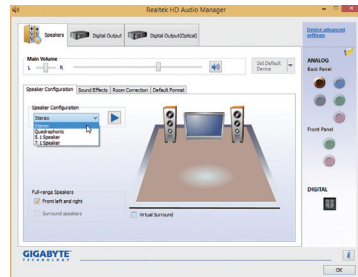 Realtek HD Audio Manager
Speakers
Digital Output
Digital Output(Optical)
Device advanced
settings
Main Volume
L
R
Set Default
Device
ANALOG
Back Panel
Speaker Configuration
Sound Effects
Room Correction
Default Format
Speaker Configuration
Stereo
Stereo
Quadraphonic
5.1 Speaker
7.1 Speaker
Front Panel
Full-range Speakers
Front left and right
Surround speakers
Virtual Surround
DIGITAL
GIGABYTE
TECHNOLOGY
OK